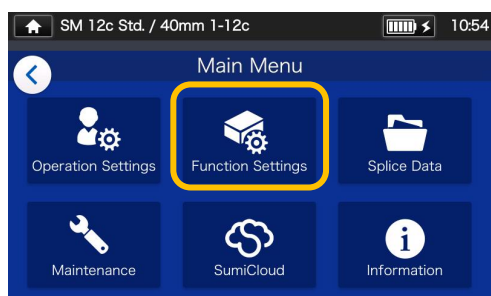 SM 12c Std. / 40mm 1-12c 10:54
Main Menu
Operation Settings Function Settings Splice Data
Maintenance SumiCloud Information